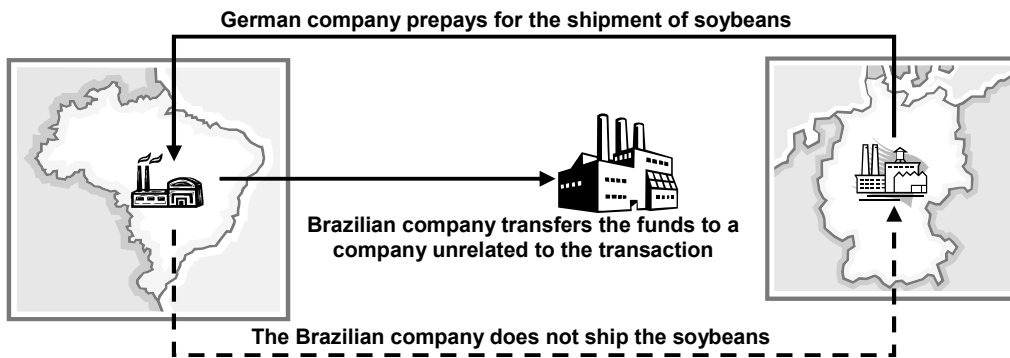 German company prepays for the shipment of soybeans
Brazilian company transfers the funds to a
company unrelated to the transaction
The Brazilian company does not ship the soybeans